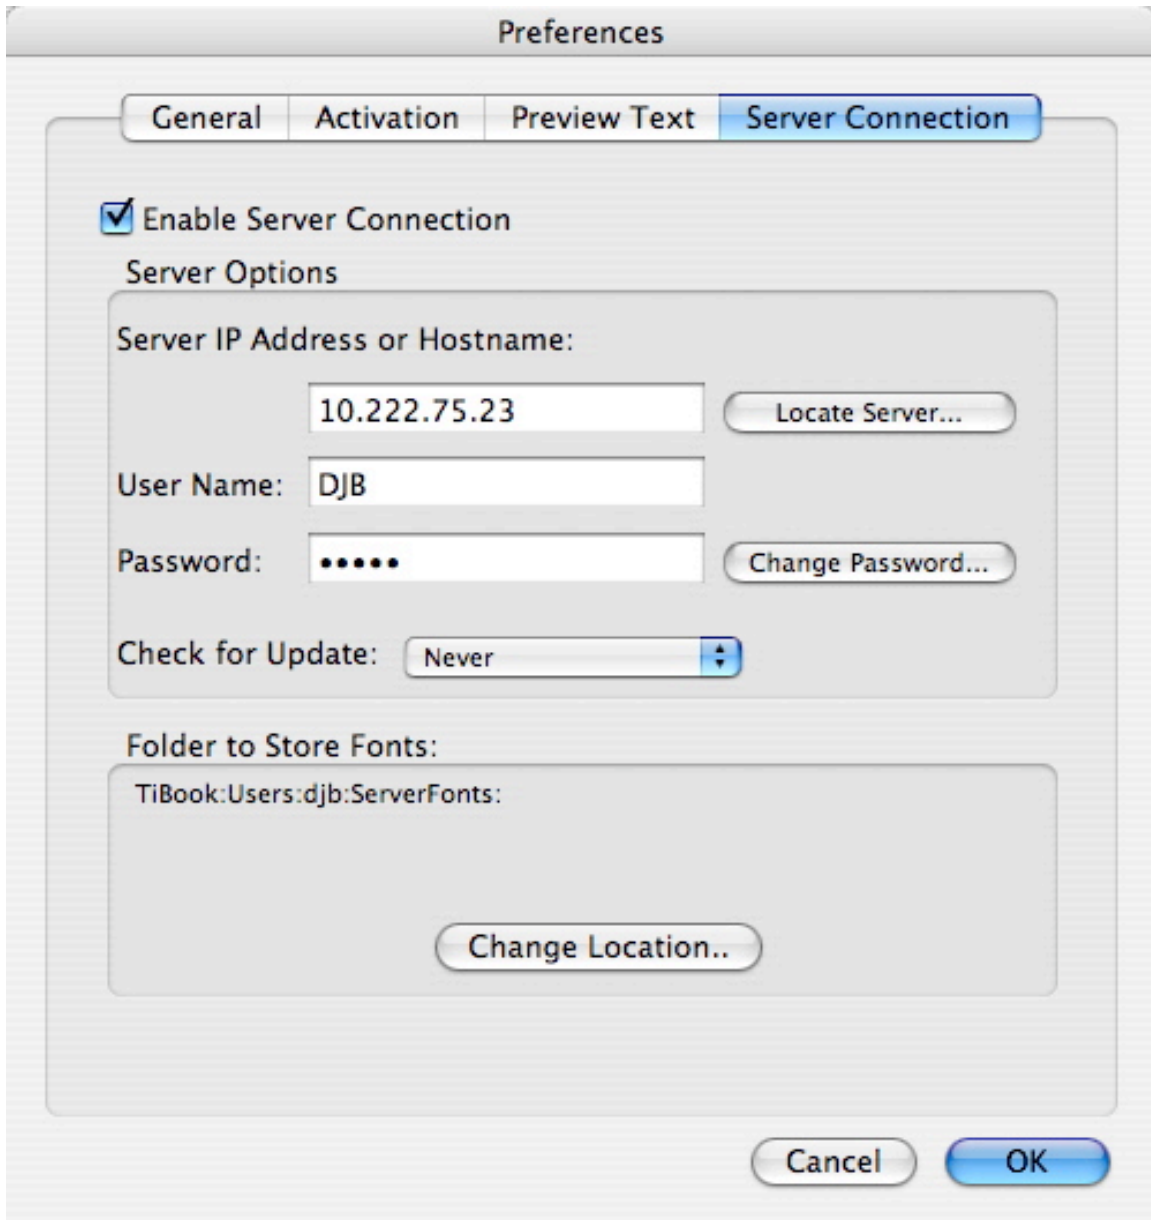 Preferences
General Activation Preview Text Server Connection
Enable Server Connection
Server Options
Server IP Address or Hostname:
10.222.75.23 Locate Server...
User Name: DJB
Password: ••••• Change Password...
Check for Update: Never
Folder to Store Fonts:
TiBook:Users:djb:ServerFonts:
Change Location..
Cancel OK